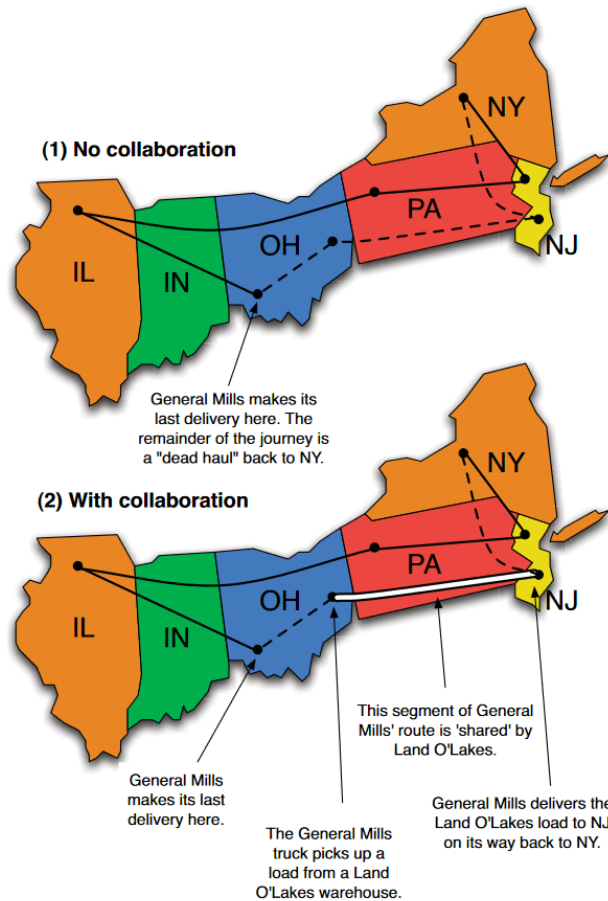 (1) No collaboration
NY
PA
OH
IL
IN
NJ
General Mills makes its
last delivery here. The
remainder of the journey is
a "dead haul" back to NY.
(2) With collaboration
NY
PA
OH
IL
IN
NJ
This segment of General
Mills' route is 'shared' by
Land O'Lakes.
General Mills
makes its last
delivery here.
The General Mills
truck picks up a
load from a Land
O'Lakes warehouse.
General Mills delivers the
Land O'Lakes load to NJ
on its way back to NY.